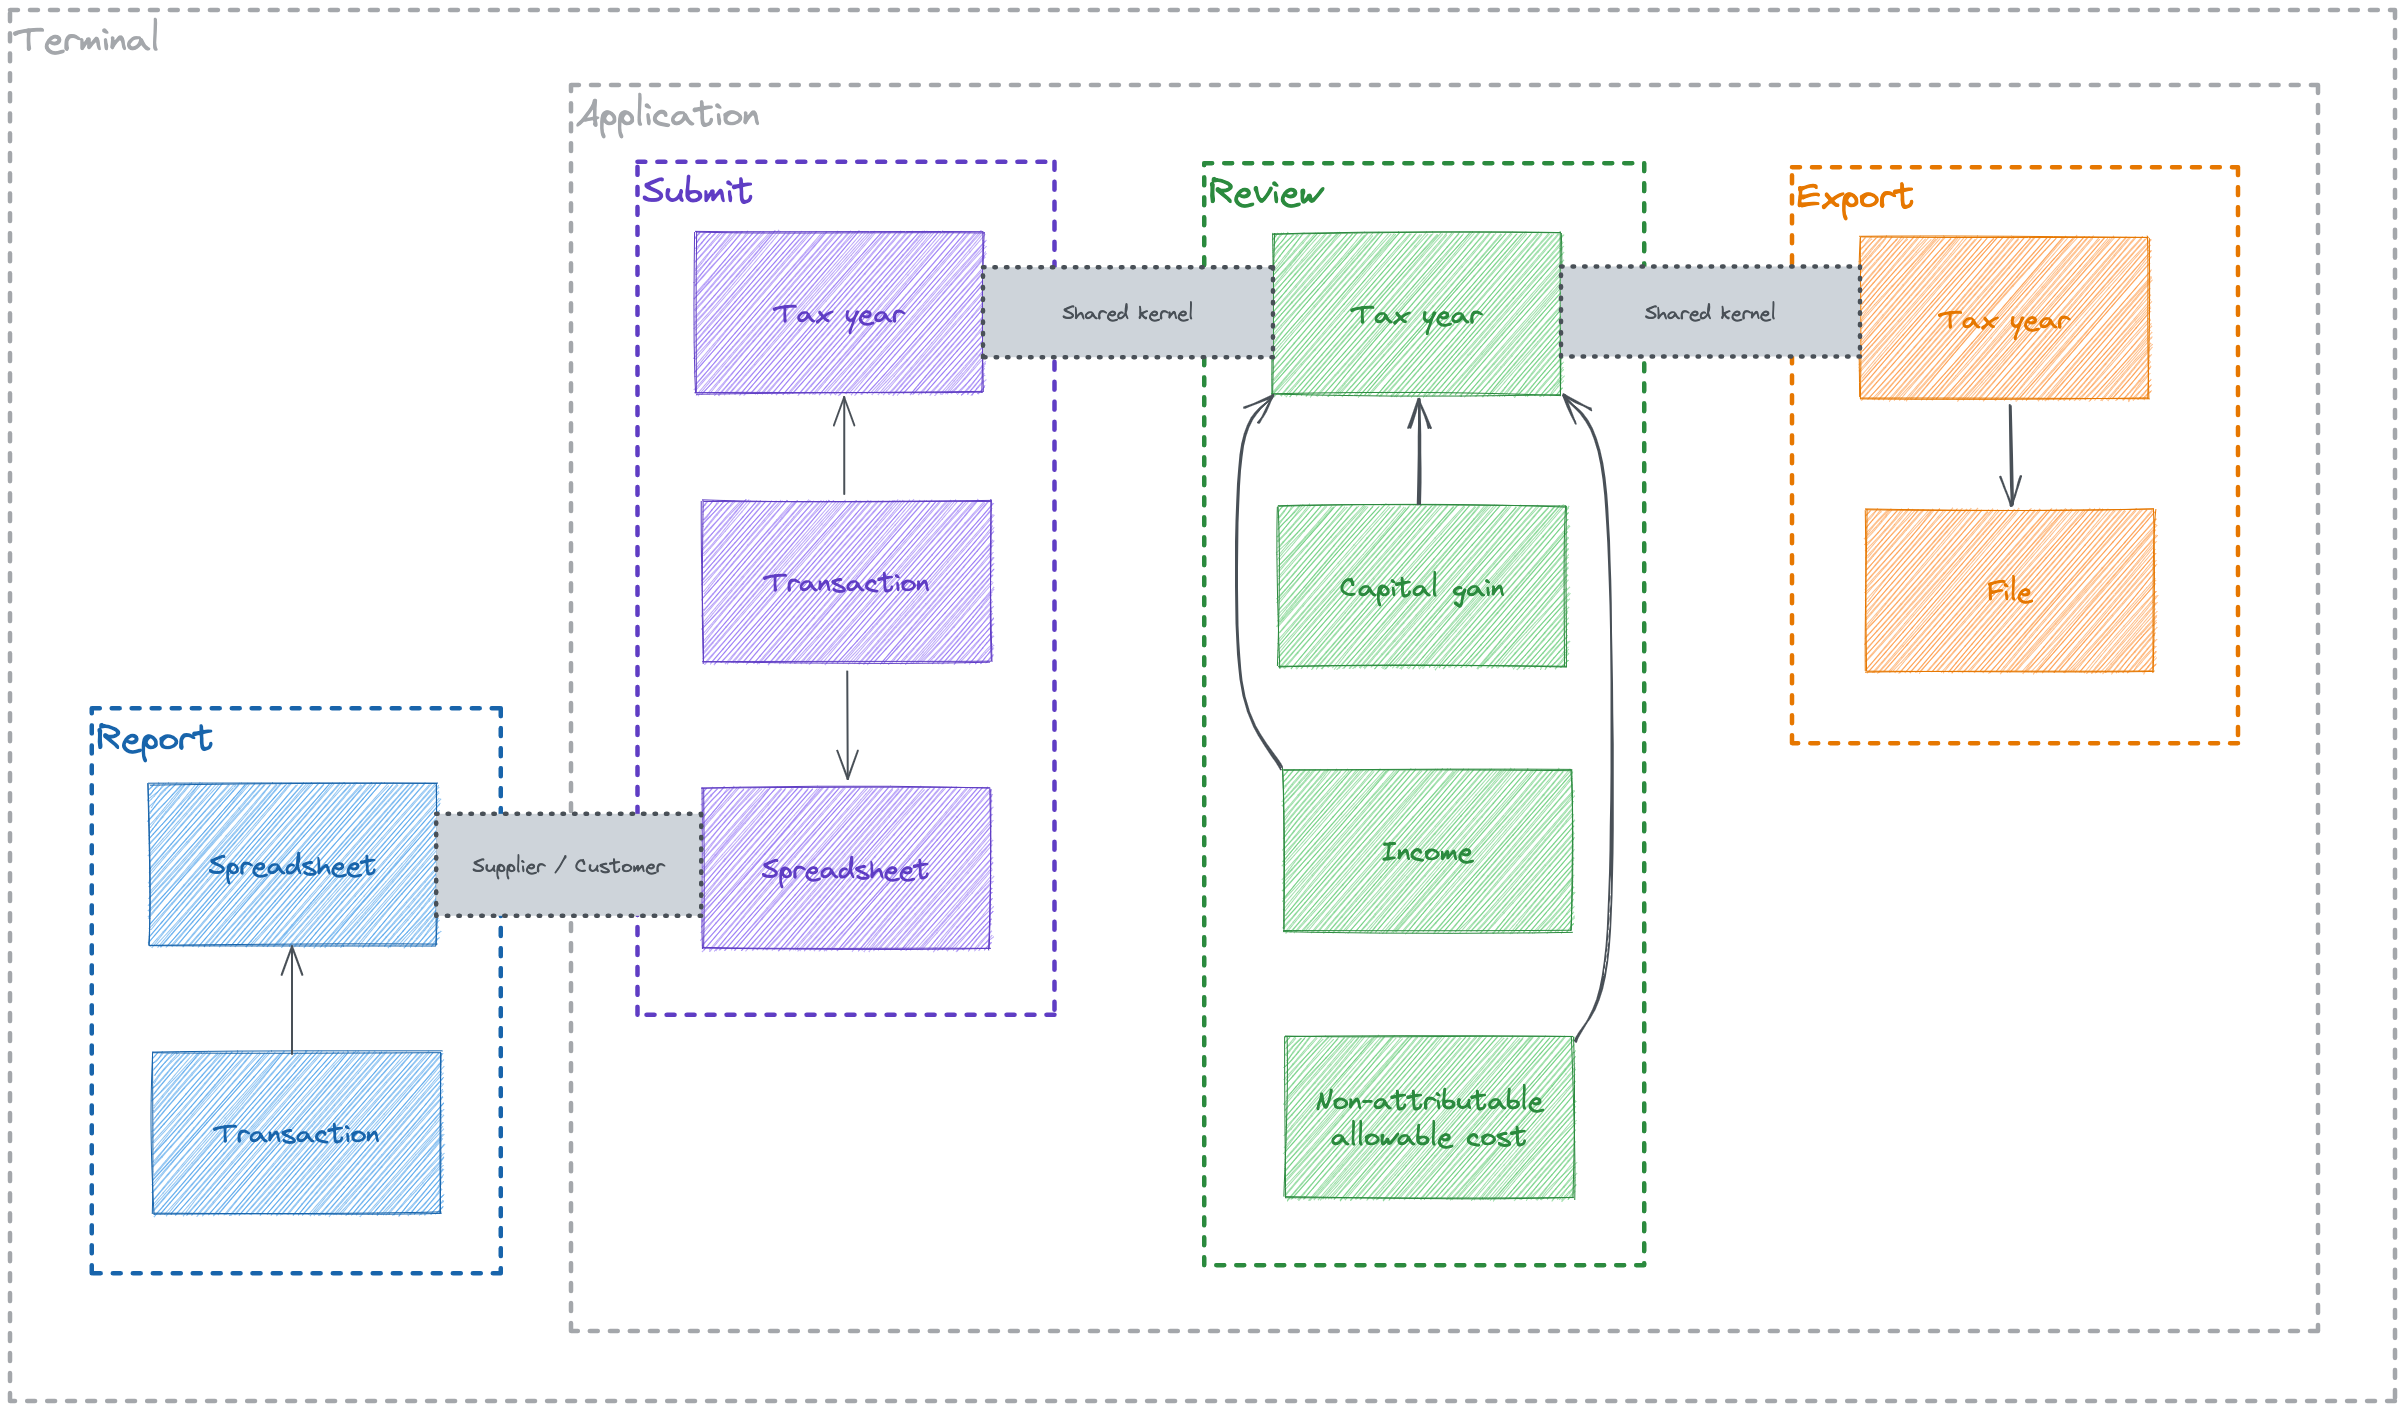 Terminal
Application
Submit
Review
Export
Tax year
Shared kernel
Tax year
Shared kernel
Tax year
Transaction
Capital gain
File
Report
Spreadsheet
Supplier / Customer
Spreadsheet
Income
Transaction
Non-attributable
allowable cost